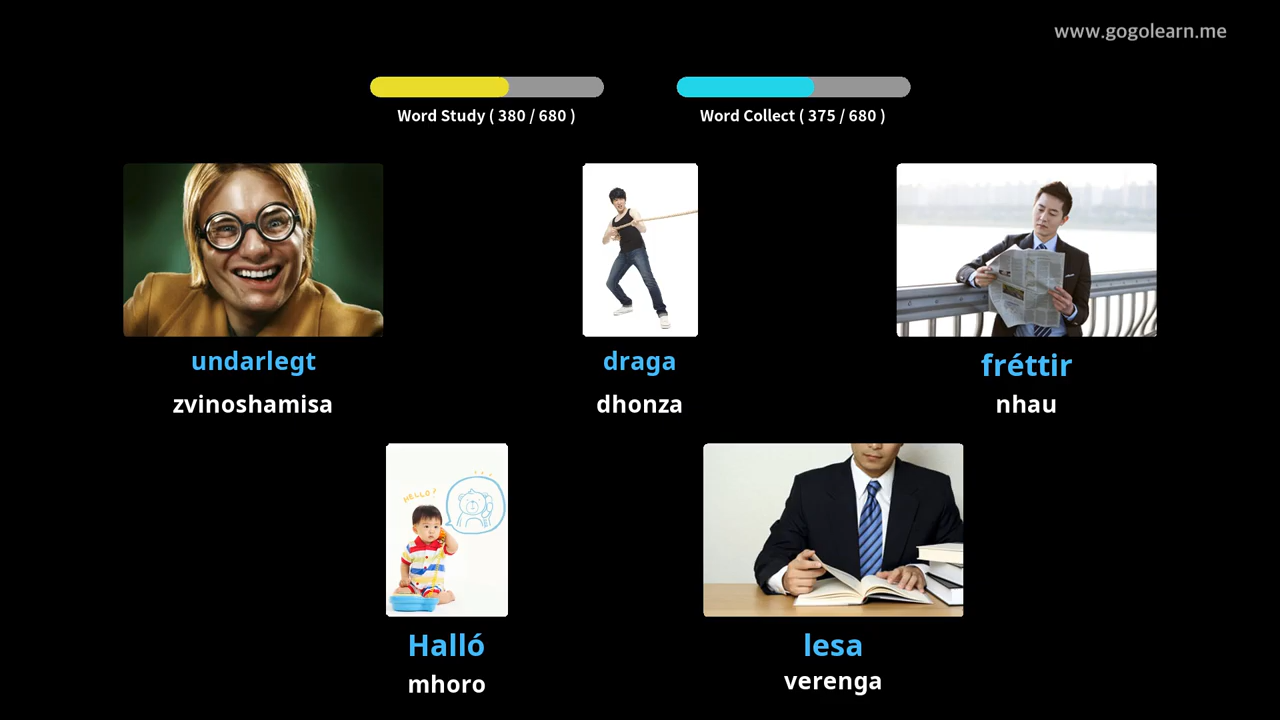 www.gogolearn.me
Word Study ( 380 / 680 )
Word Collect ( 375 / 680 )
undarlegt
zvinoshamisa
draga
dhonza
fréttir
nhau
HELLO?
Halló
mhoro
lesa
verenga